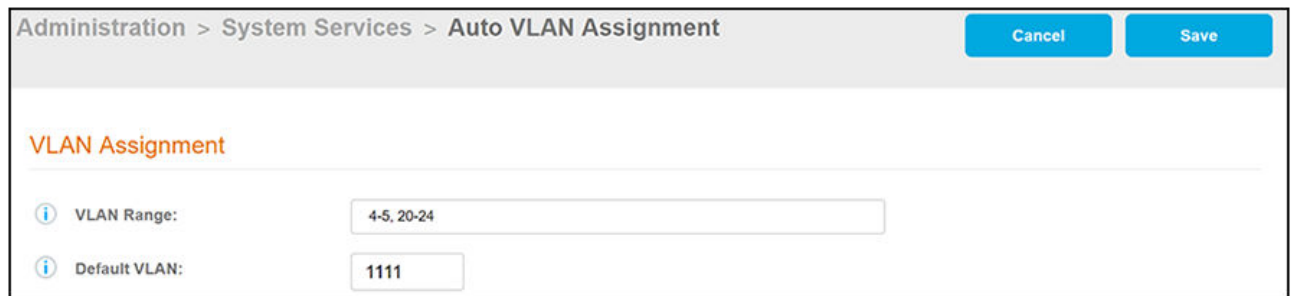 Administration > System Services > Auto VLAN Assignment
Cancel
Save
VLAN Assignment
VLAN Range:
4-5, 20-24
Default VLAN:
1111